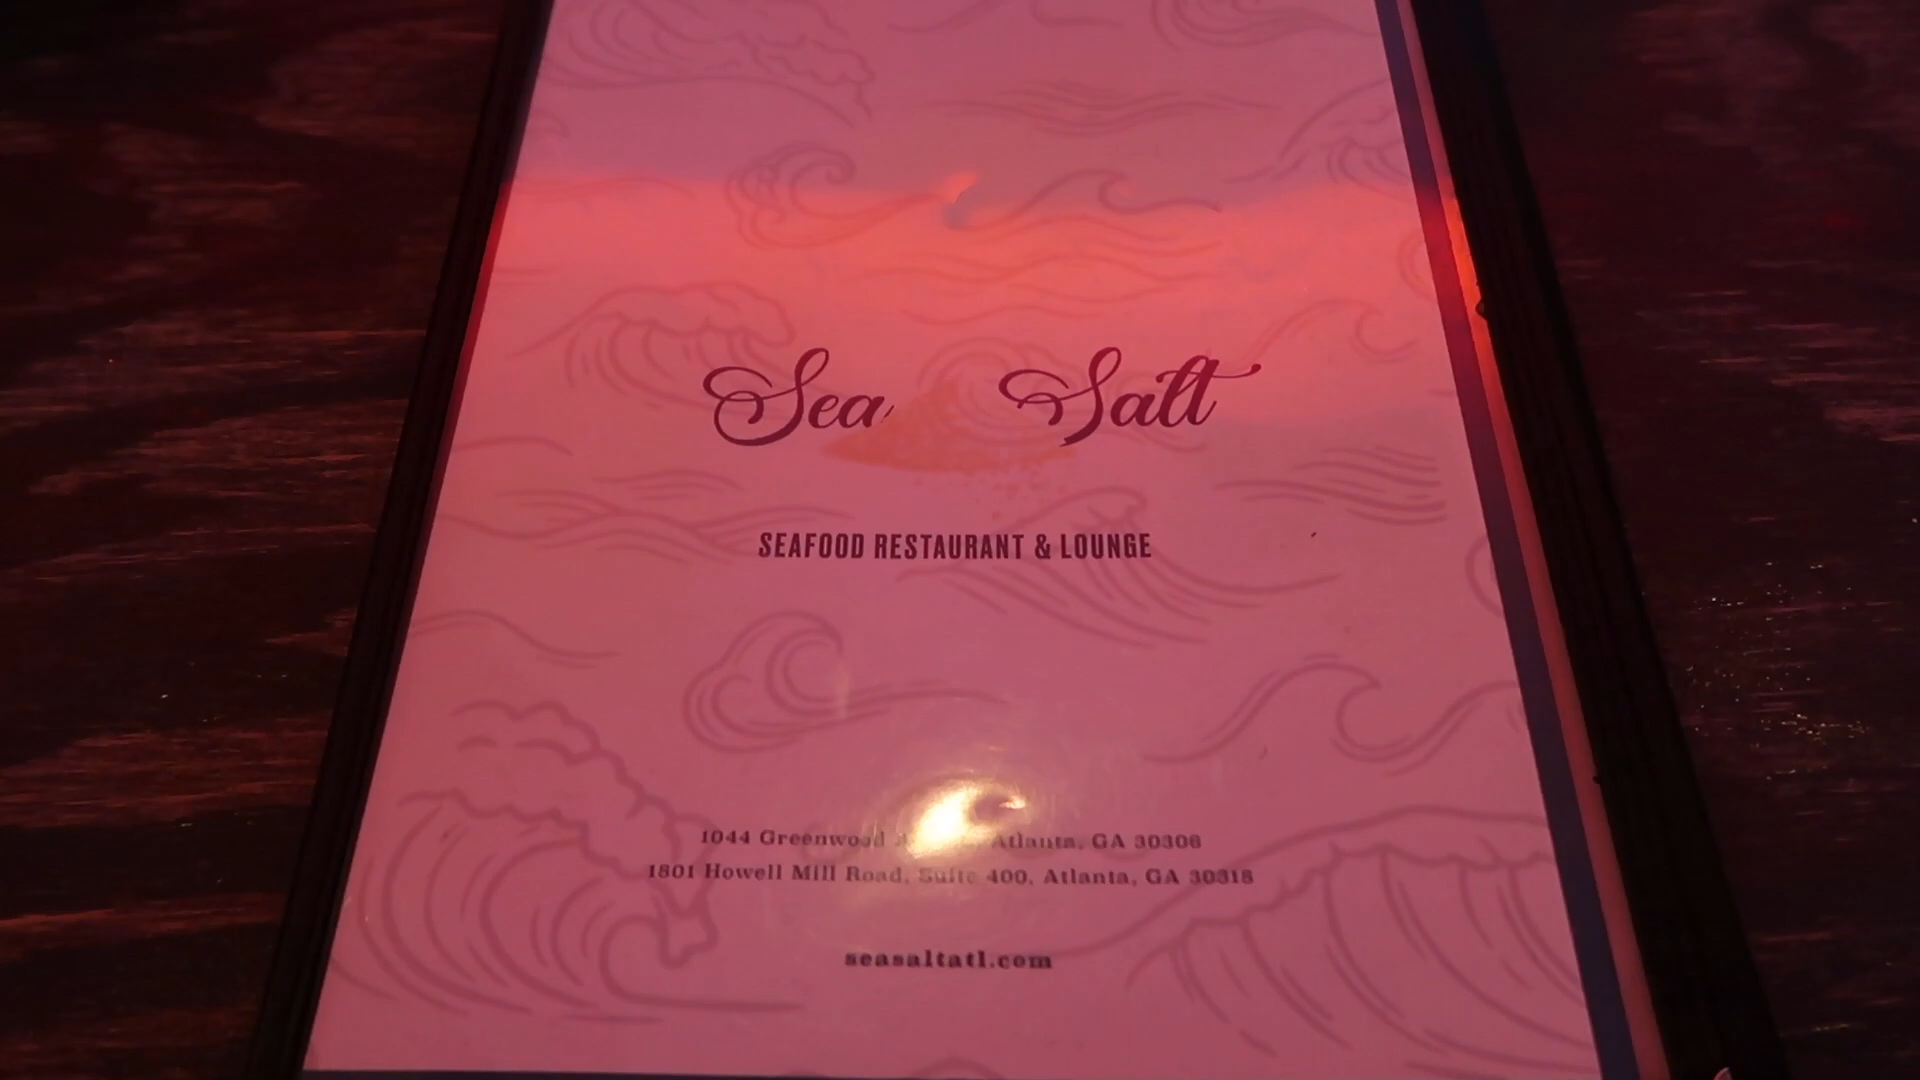 Sea Salt
SEAFOOD RESTAURANT & LOUNGE
1044 Greenwood Atlanta, GA 30306
1801 Howell Mill Road, Suite 400, Atlanta, GA 30318
seasaltatl.com